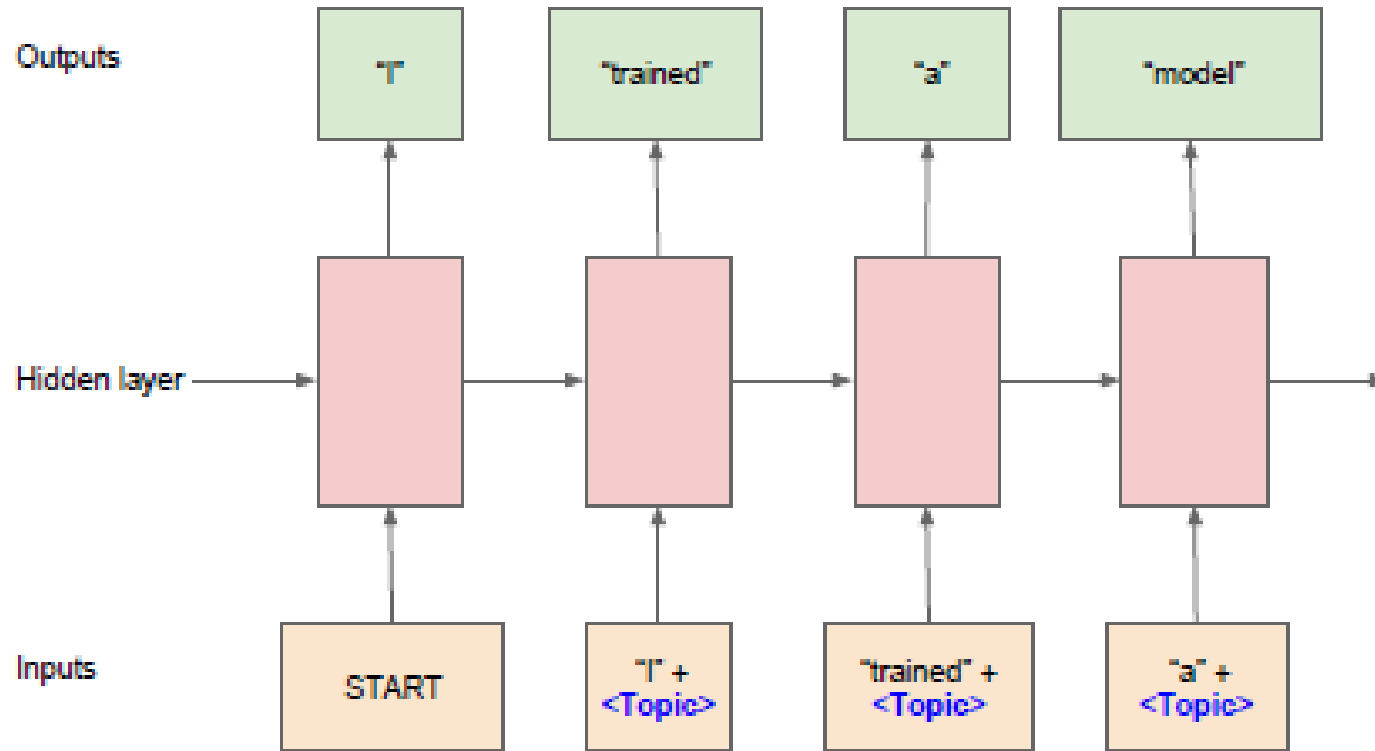 Outputs
"I"
"trained"
"a"
"model"
Hidden layer
Inputs
START
"I" +
<Topic>
"trained" +
<Topic>
"a" +
<Topic>